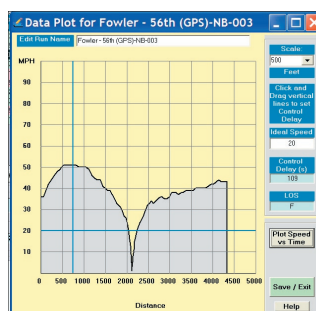 Data Plot for Fowler - 56th (GPS)-NB-003
Edit Run Name
Fowler - 56th (GPS)-NB-003
MPH
90
80
70
60
50
40
30
20
10
0 500 1000 1500 2000 2500 3000 3500 4000 4500 5000
Distance
Scale:
500
Feet
Click and
Drag vertical
lines to set
Control
Delay
Ideal Speed
20
Control
Delay (s)
109
LOS
F
Plot Speed
vs Time
Save / Exit
Help